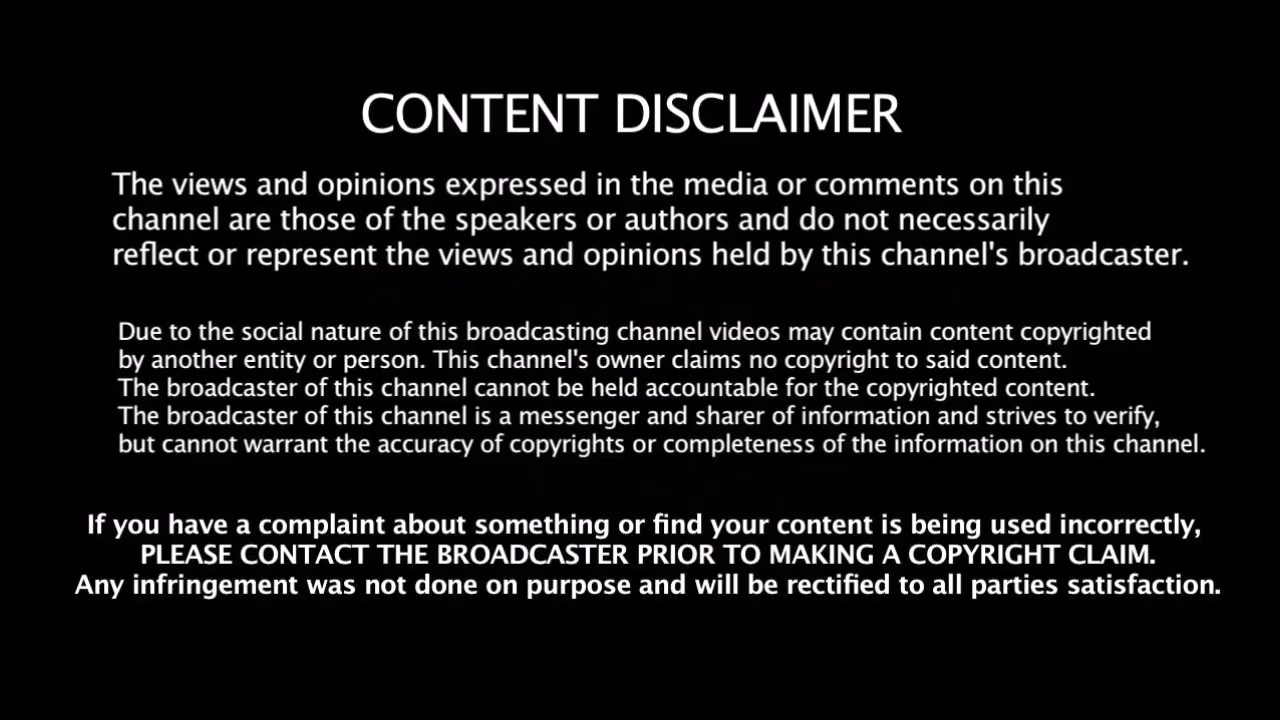 CONTENT DISCLAIMER
The views and opinions expressed in the media or comments on this
channel are those of the speakers or authors and do not necessarily
reflect or represent the views and opinions held by this channel's broadcaster.
Due to the social nature of this broadcasting channel videos may contain content copyrighted
by another entity or person. This channel's owner claims no copyright to said content.
The broadcaster of this channel cannot be held accountable for the copyrighted content.
The broadcaster of this channel is a messenger and sharer of information and strives to verify,
but cannot warrant the accuracy of copyrights or completeness of the information on this channel.
If you have a complaint about something or find your content is being used incorrectly,
PLEASE CONTACT THE BROADCASTER PRIOR TO MAKING A COPYRIGHT CLAIM.
Any infringement was not done on purpose and will be rectified to all parties satisfaction.